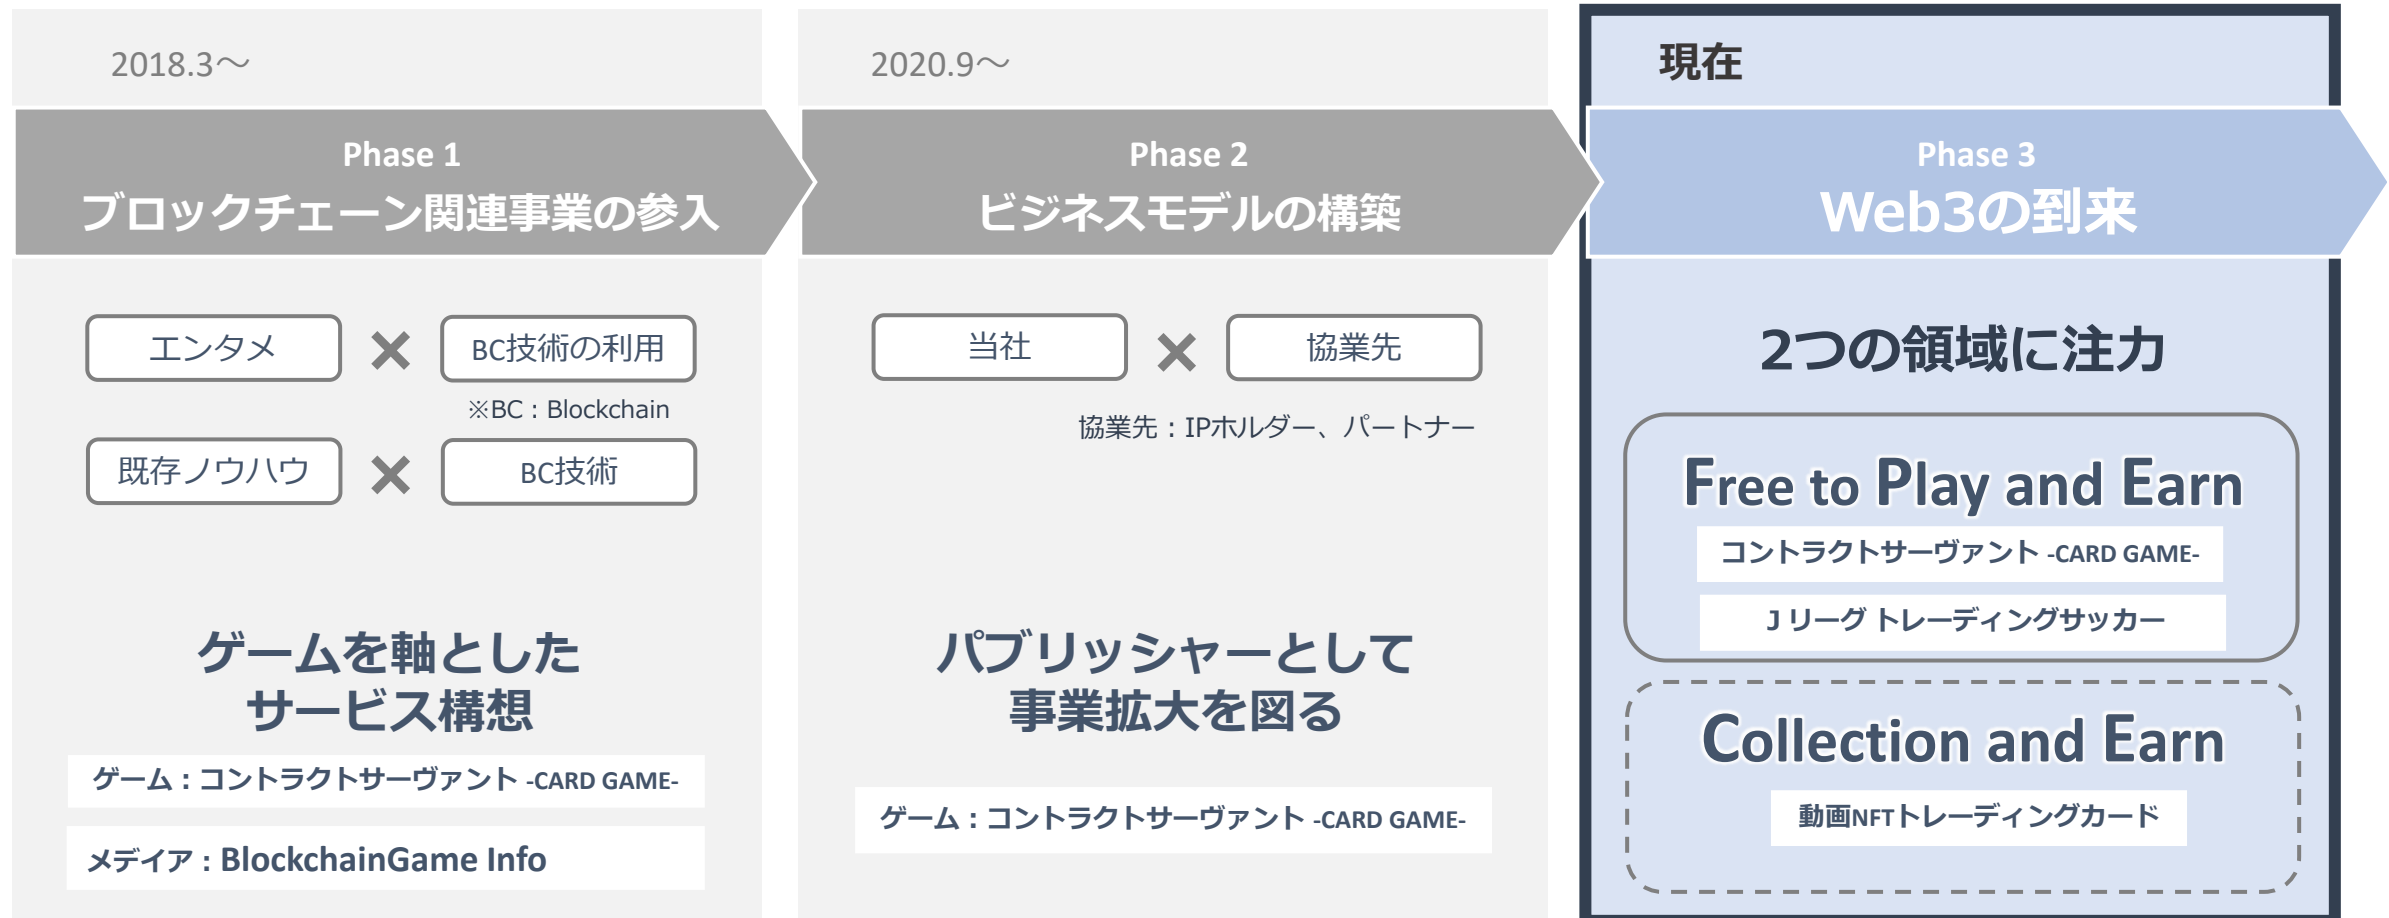 2018.3～
Phase 1
ブロックチェーン関連事業の参入
エンタメ
×
BC技術の利用
※BC：Blockchain
既存ノウハウ
×
BC技術
ゲームを軸とした
サービス構想
ゲーム：コントラクトサーヴァント -CARD GAME-
メデイア：BlockchainGame Info
2020.9～
Phase 2
ビジネスモデルの構築
当社
×
協業先
協業先：IPホルダー、パートナー
パブリッシャーとして
事業拡大を図る
ゲーム：コントラクトサーヴァント -CARD GAME-
現在
Phase 3
Web3の到来
2つの領域に注力
Free to Play and Earn
コントラクトサーヴァント -CARD GAME-
Jリーグ トレーディングサッカー
Collection and Earn
動画NFTトレーディングカード